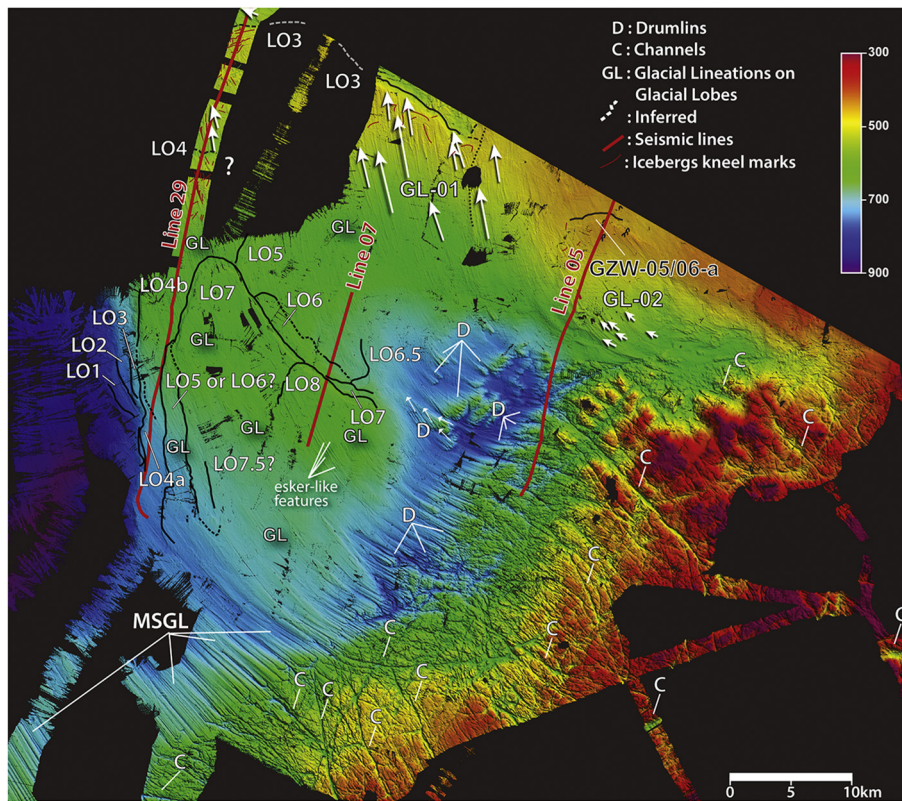 LO3
LO3
LO4
?
D : Drumlins
C : Channels
GL : Glacial Lineations on
Glacial Lobes
: Inferred
: Seismic lines
: Icebergs kneel marks
300
500
700
900
GL-01
Line 29
GL
GL
LO5
Line 07
Line 05
GZW-05/06-a
GL-02
LO4b
LO7
LO6
LO3
LO2
LO1
GL
D
LO6.5
LO5 or LO6?
LO8
LO7
C
GL
GL
GL
D
D
C
LO7.5?
LO4a
esker-like
features
C
GL
D
C
MSGL
C
C
C
C
C
C
C
C
C
0 5 10km